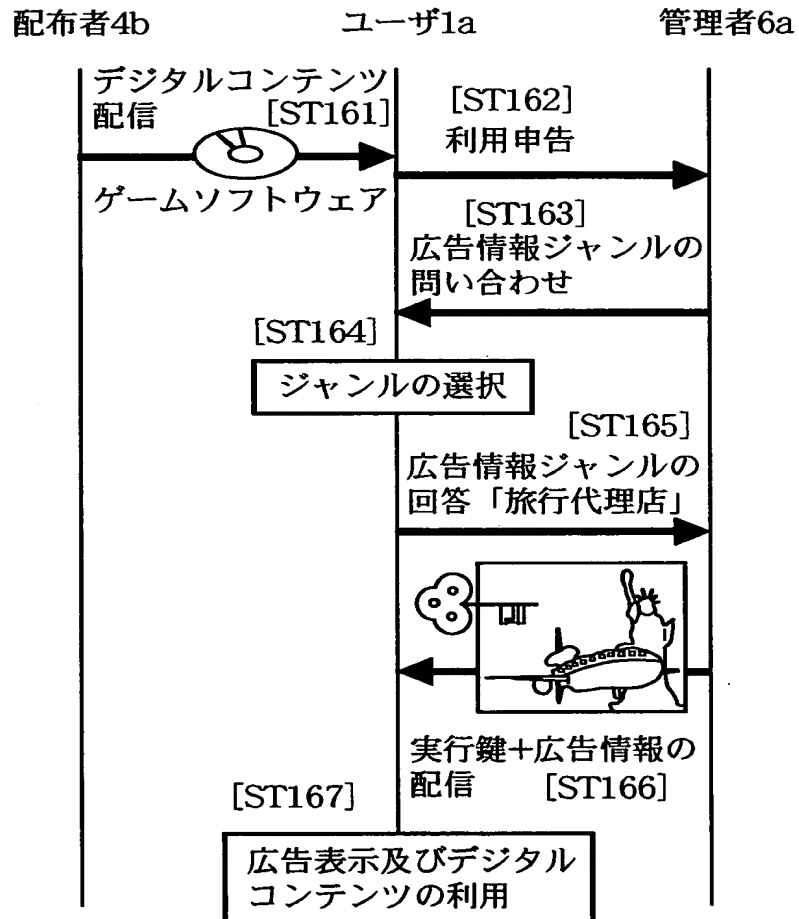 配布者4b
ユーザ1a
管理者6a
デジタルコンテンツ
配信
[ST161]
ゲームソフトウェア
[ST162]
利用申告
[ST163]
広告情報ジャンルの
問い合わせ
[ST164]
ジャンルの選択
[ST165]
広告情報ジャンルの
回答「旅行代理店」
実行鍵+広告情報の
配信
[ST166]
[ST167]
広告表示及びデジタル
コンテンツの利用